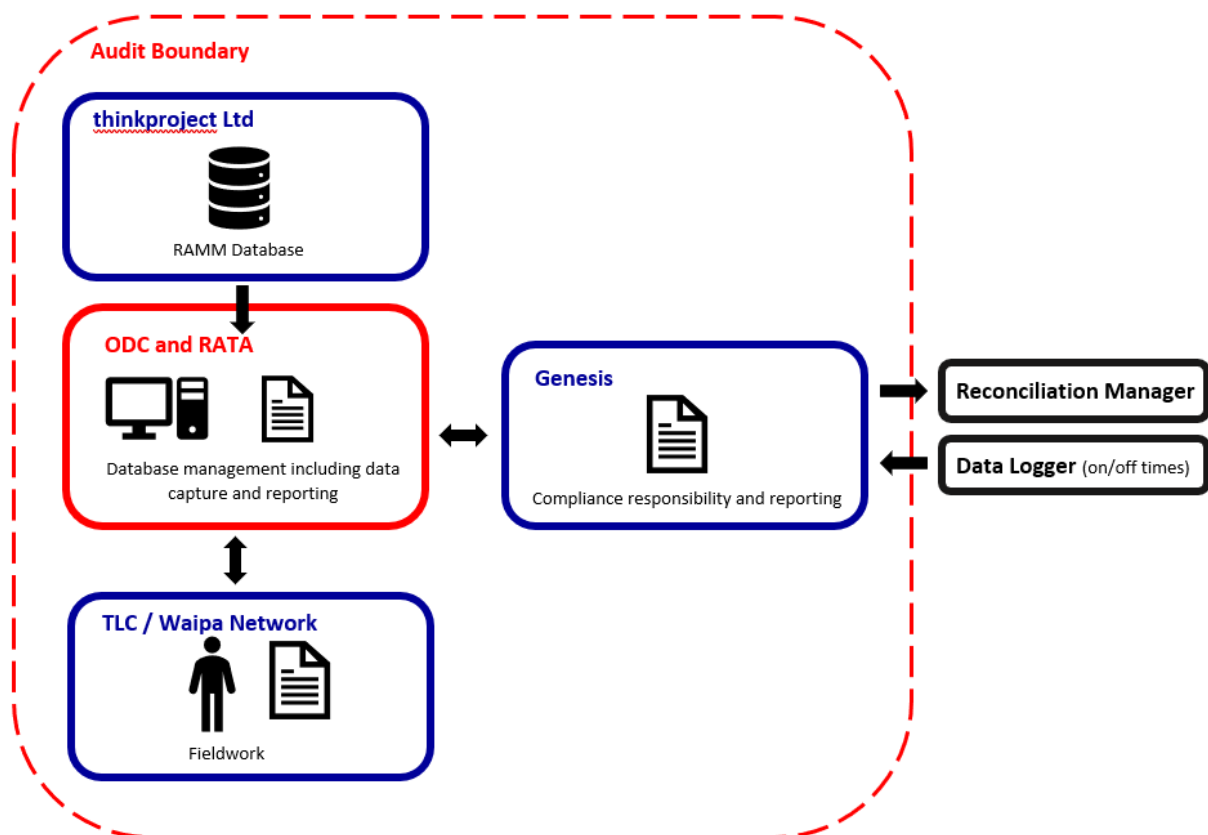 Audit Boundary
thinkproject Ltd
RAMM Database
ODC and RATA
Database management including data
capture and reporting
Genesis
Compliance responsibility and reporting
Reconciliation Manager
Data Logger (on/off times)
TLC / Waipa Network
Fieldwork